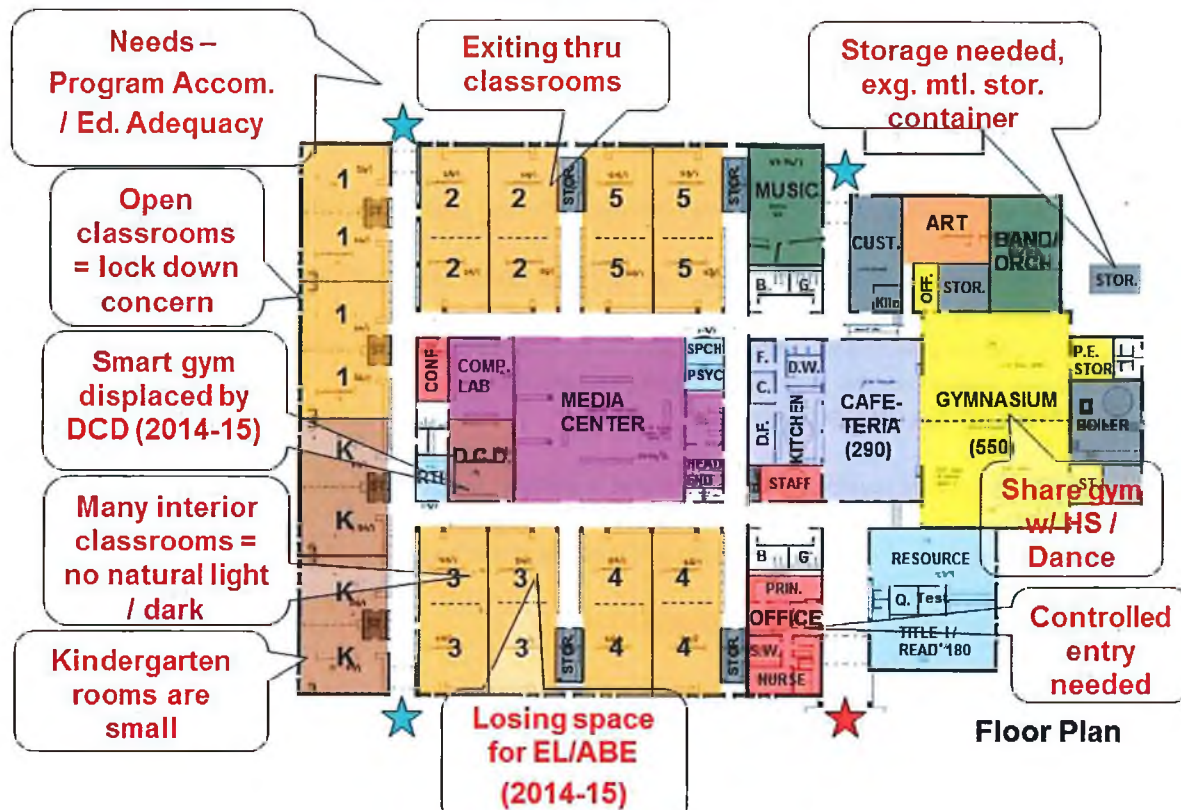 Needs –
Program Accom.
/ Ed. Adequacy
Exiting thru
classrooms
Storage needed,
exg. mtl. stor.
container
Open
classrooms
= lock down
concern
Smart gym
displaced by
DCD (2014-15)
Many interior
classrooms =
no natural light
/ dark
Kindergarten
rooms are
small
Losing space
for EL/ABE
(2014-15)
Share gym
w/ HS /
Dance
Controlled
entry
needed
Floor Plan
1
1
1
1
K
K
K
K
2 2
2 2
STOR.
5 5
5 5
STOR.
MUSIC
B. G.
CUST.
Kiln
ART
OFF.
STOR.
BAND/
ORCH
STOR.
CONF
COMP.
LAB
D.C.D.
MEDIA
CENTER
SPCH
PSYC
HEAD
END
F.
C.
D.F.
D.W.
KITCHEN
STAFF
CAFE-
TERIA
(290)
GYMNASIUM
(550)
P.E.
STOR
BOILER
3 3
3 3
STOR
4 4
4 4
STOR
B G
PRIN.
OFFICE
S.W.
NURSE
RESOURCE
Q. Test
TITLE I /
READ*180